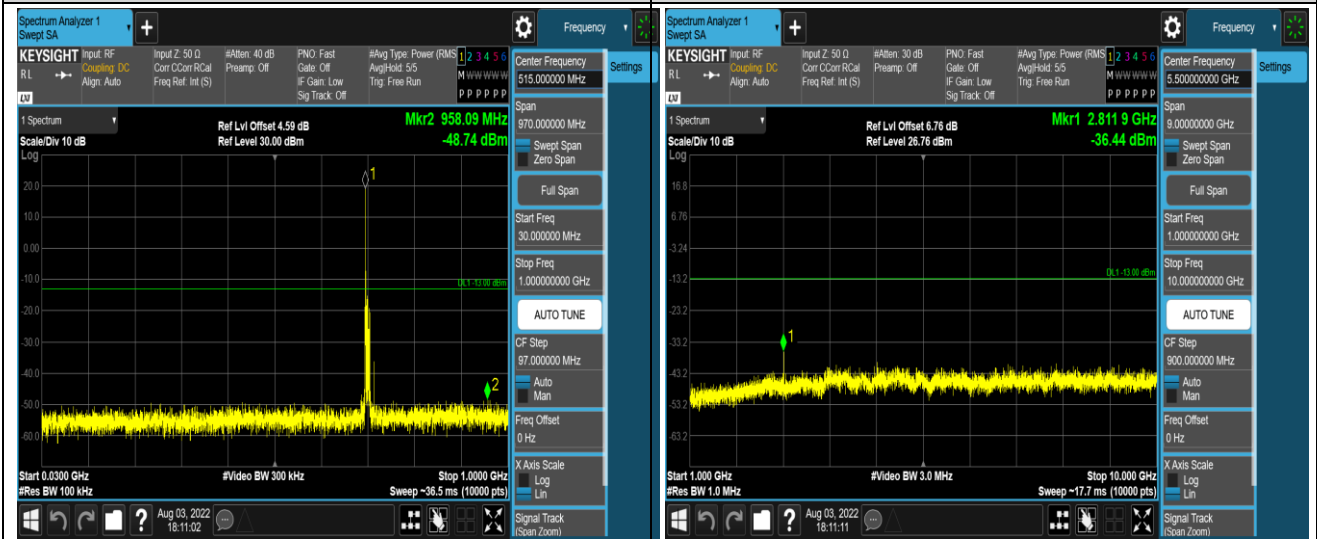 Spectrum Analyzer 1
Swept SA
Frequency
KEYSIGHT
R L
LXI
Input: RF
Coupling: DC
Align: Auto
Input Z: 50 Ω
Corr CCorr RCal
Freq Ref: Int (S)
#Atten: 40 dB
Preamp: Off
PNO: Fast
Gate: Off
IF Gain: Low
Sig Track: Off
#Avg Type: Power (RMS
Avg|Hold: 5/5
Trig: Free Run
1 2 3 4 5 6
M W W W W W
P P P P P P
Center Frequency
515.000000 MHz
Settings
Span
970.000000 MHz
Swept Span
Zero Span
Full Span
Start Freq
30.000000 MHz
Stop Freq
1.000000000 GHz
AUTO TUNE
CF Step
97.000000 MHz
Auto
Man
Freq Offset
0 Hz
X Axis Scale
Log
Lin
Signal Track
(Span Zoom)
1 Spectrum
Scale/Div 10 dB
Log
Ref Lvl Offset 4.59 dB
Ref Level 30.00 dBm
Mkr2 958.09 MHz
-48.74 dBm
1
20.0
10.0
0.00
-10.0
DL1 -13.00 dBm
-20.0
-30.0
-40.0
2
-50.0
-60.0
Start 0.0300 GHz
#Res BW 100 kHz
#Video BW 300 kHz
Stop 1.0000 GHz
Sweep ~36.5 ms (10000 pts)
?
Aug 03, 2022
18:11:02
Spectrum Analyzer 1
Swept SA
Frequency
KEYSIGHT
R L
LXI
Input: RF
Coupling: DC
Align: Auto
Input Z: 50 Ω
Corr CCorr RCal
Freq Ref: Int (S)
#Atten: 30 dB
Preamp: Off
PNO: Fast
Gate: Off
IF Gain: Low
Sig Track: Off
#Avg Type: Power (RMS
Avg|Hold: 5/5
Trig: Free Run
1 2 3 4 5 6
M W W W W W
P P P P P P
Center Frequency
5.500000000 GHz
Settings
Span
9.00000000 GHz
Swept Span
Zero Span
Full Span
Start Freq
1.000000000 GHz
Stop Freq
10.000000000 GHz
AUTO TUNE
CF Step
900.000000 MHz
Auto
Man
Freq Offset
0 Hz
X Axis Scale
Log
Lin
Signal Track
(Span Zoom)
1 Spectrum
Scale/Div 10 dB
Log
Ref Lvl Offset 6.76 dB
Ref Level 26.76 dBm
Mkr1 2.811 9 GHz
-36.44 dBm
16.8
6.76
-3.24
-13.2
DL1 -13.00 dBm
-23.2
-33.2
1
-43.2
-53.2
-63.2
Start 1.000 GHz
#Res BW 1.0 MHz
#Video BW 3.0 MHz
Stop 10.000 GHz
Sweep ~17.7 ms (10000 pts)
?
Aug 03, 2022
18:11:11